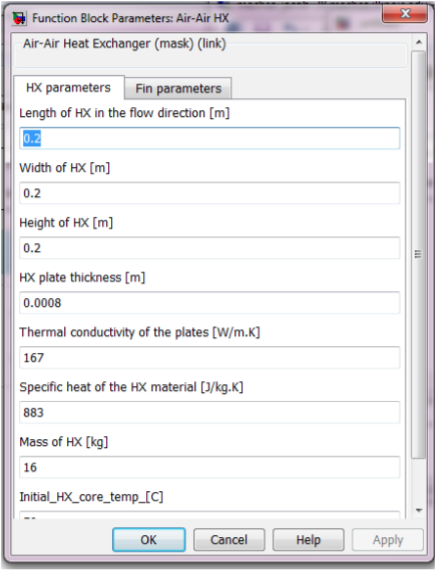 Function Block Parameters: Air-Air HX
Air-Air Heat Exchanger (mask) (link)
HX parameters
Fin parameters
Length of HX in the flow direction [m]
0.2
Width of HX [m]
0.2
Height of HX [m]
0.2
HX plate thickness [m]
0.0008
Thermal conductivity of the plates [W/m.K]
167
Specific heat of the HX material [J/kg.K]
883
Mass of HX [kg]
16
Initial_HX_core_temp_[C]
OK
Cancel
Help
Apply